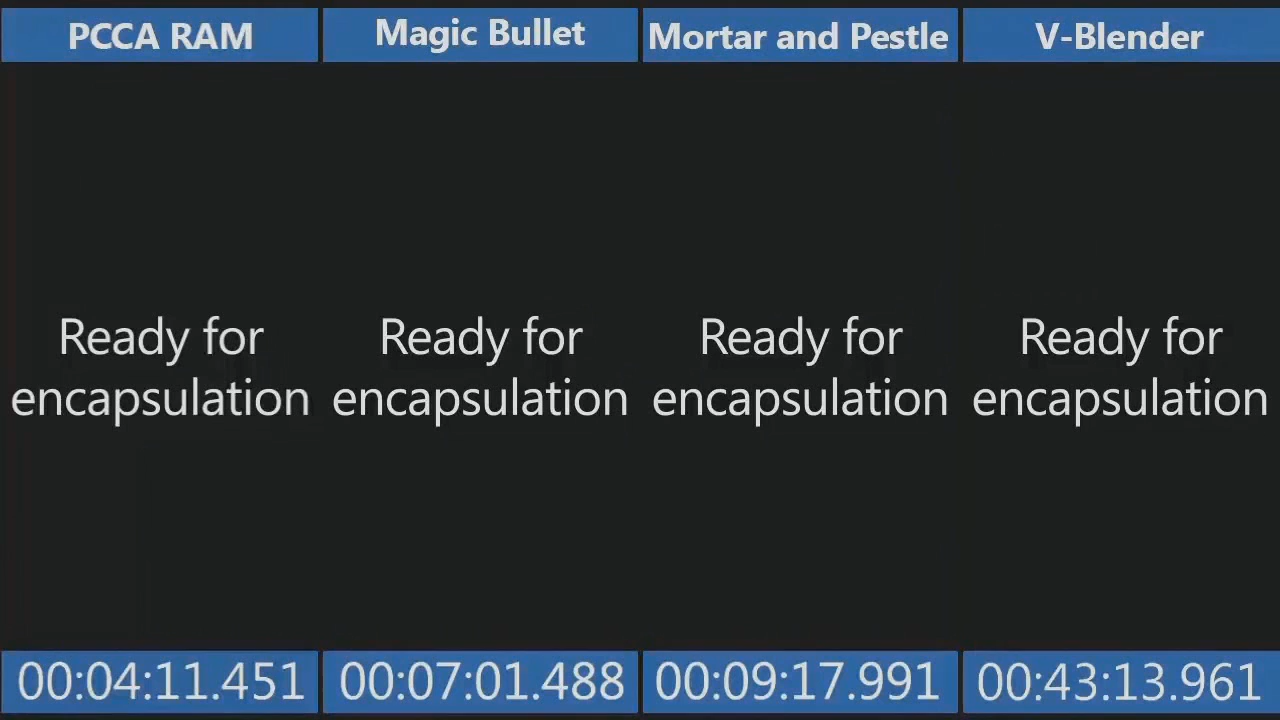 PCCA RAM
Magic Bullet
Mortar and Pestle
V-Blender
Ready for
encapsulation
Ready for
encapsulation
Ready for
encapsulation
Ready for
encapsulation
00:04:11.451
00:07:01.488
00:09:17.991
00:43:13.961